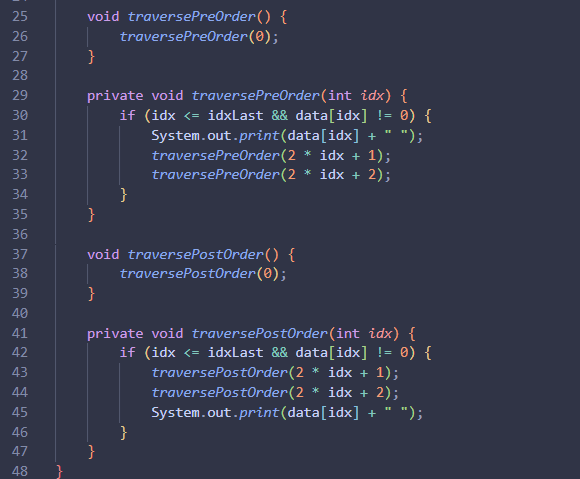 25 void traversePreOrder() {
26 traversePreOrder(0);
27 }
28
29 private void traversePreOrder(int idx) {
30 if (idx <= idxLast && data[idx] != 0) {
31 System.out.print(data[idx] + " ");
32 traversePreOrder(2 * idx + 1);
33 traversePreOrder(2 * idx + 2);
34 }
35 }
36
37 void traversePostOrder() {
38 traversePostOrder(0);
39 }
40
41 private void traversePostOrder(int idx) {
42 if (idx <= idxLast && data[idx] != 0) {
43 traversePostOrder(2 * idx + 1);
44 traversePostOrder(2 * idx + 2);
45 System.out.print(data[idx] + " ");
46 }
47 }
48 }